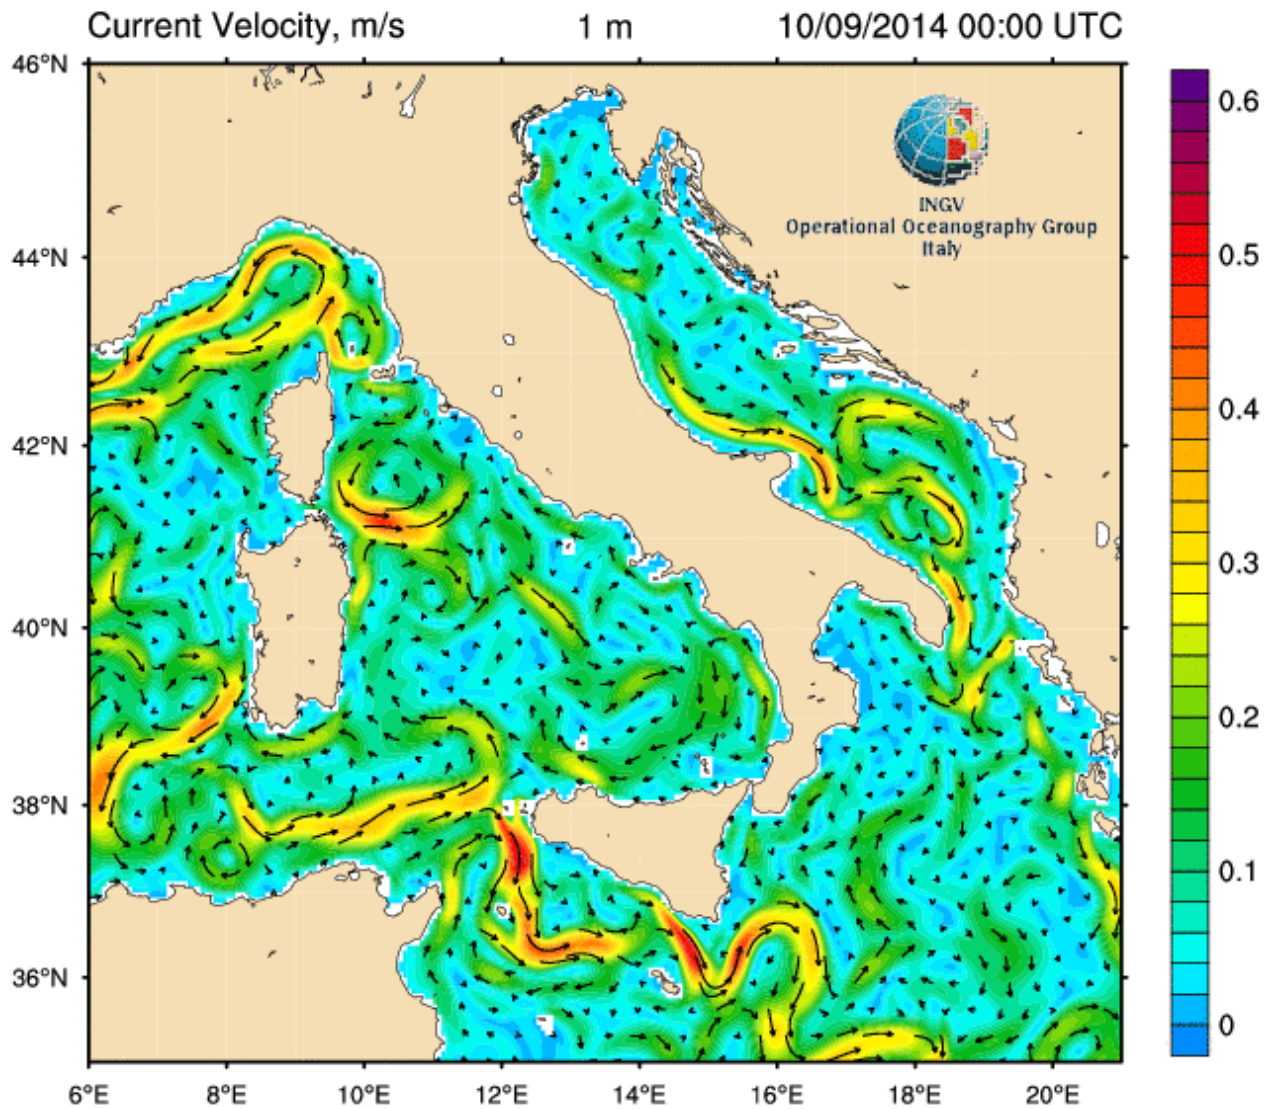 Current Velocity, m/s 1 m 10/09/2014 00:00 UTC
46°N
44°N
42°N
40°N
38°N
36°N
6°E 8°E 10°E 12°E 14°E 16°E 18°E 20°E
INGV
Operational Oceanography Group
Italy
0.6
0.5
0.4
0.3
0.2
0.1
0